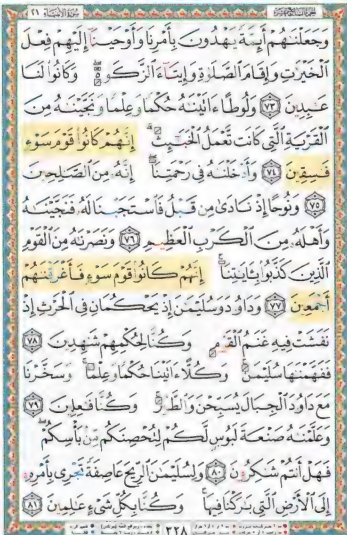 سورة الأنبياء ٢١
وَجَعَلْنَٰهُمْ أَئِمَّةً يَهْدُونَ بِأَمْرِنَا وَأَوْحَيْنَآ إِلَيْهِمْ فِعْلَ
ٱلْخَيْرَٰتِ وَإِقَامَ ٱلصَّلَوٰةِ وَإِيتَآءَ ٱلزَّكَوٰةِ ۖ وَكَانُوا۟ لَنَا
عَٰبِدِينَ ﴿٧٣﴾ وَلُوطًا ءَاتَيْنَٰهُ حُكْمًا وَعِلْمًا وَنَجَّيْنَٰهُ مِنَ
ٱلْقَرْيَةِ ٱلَّتِى كَانَت تَّعْمَلُ ٱلْخَبَٰٓئِثَ ۗ إِنَّهُمْ كَانُوا۟ قَوْمَ سَوْءٍ
فَٰسِقِينَ ﴿٧٤﴾ وَأَدْخَلْنَٰهُ فِى رَحْمَتِنَآ ۖ إِنَّهُۥ مِنَ ٱلصَّٰلِحِينَ
﴿٧٥﴾ وَنُوحًا إِذْ نَادَىٰ مِن قَبْلُ فَٱسْتَجَبْنَا لَهُۥ فَنَجَّيْنَٰهُ
وَأَهْلَهُۥ مِنَ ٱلْكَرْبِ ٱلْعَظِيمِ ﴿٧٦﴾ وَنَصَرْنَٰهُ مِنَ ٱلْقَوْمِ
ٱلَّذِينَ كَذَّبُوا۟ بِـَٔايَٰتِنَآ ۚ إِنَّهُمْ كَانُوا۟ قَوْمَ سَوْءٍ فَأَغْرَقْنَٰهُمْ
أَجْمَعِينَ ﴿٧٧﴾ وَدَاوُۥدَ وَسُلَيْمَٰنَ إِذْ يَحْكُمَانِ فِى ٱلْحَرْثِ إِذْ
نَفَشَتْ فِيهِ غَنَمُ ٱلْقَوْمِ وَكُنَّا لِحُكْمِهِمْ شَٰهِدِينَ ﴿٧٨﴾
فَفَهَّمْنَٰهَا سُلَيْمَٰنَ ۚ وَكُلًّا ءَاتَيْنَا حُكْمًا وَعِلْمًا ۚ وَسَخَّرْنَا
مَعَ دَاوُۥدَ ٱلْجِبَالَ يُسَبِّحْنَ وَٱلطَّيْرَ ۚ وَكُنَّا فَٰعِلِينَ ﴿٧٩﴾
وَعَلَّمْنَٰهُ صَنْعَةَ لَبُوسٍ لَّكُمْ لِتُحْصِنَكُم مِّنۢ بَأْسِكُمْ ۖ
فَهَلْ أَنتُمْ شَٰكِرُونَ ﴿٨٠﴾ وَلِسُلَيْمَٰنَ ٱلرِّيحَ عَاصِفَةً تَجْرِى بِأَمْرِهِۦٓ
إِلَى ٱلْأَرْضِ ٱلَّتِى بَٰرَكْنَا فِيهَا ۚ وَكُنَّا بِكُلِّ شَىْءٍ عَٰلِمِينَ ﴿٨١﴾
٣٢٨